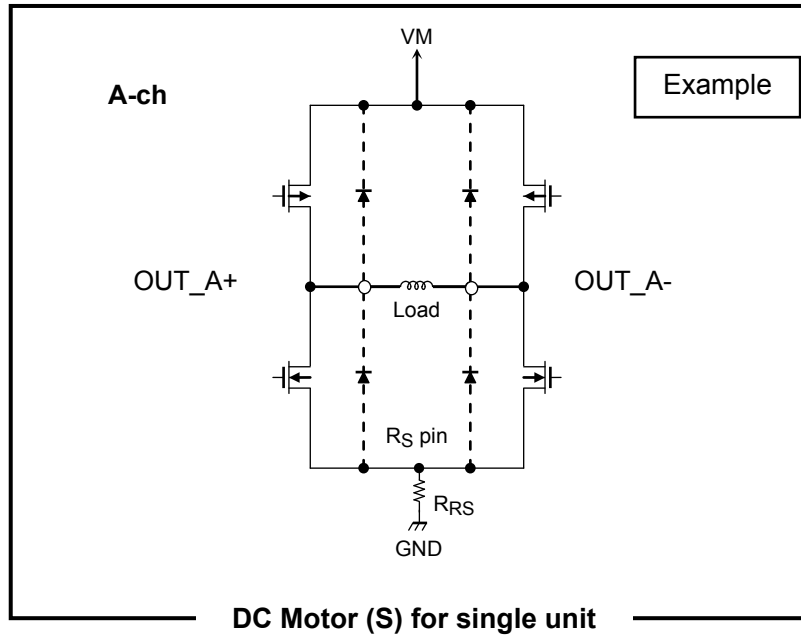 VM
A-ch
Example
OUT_A+
OUT_A-
Load
RS pin
RRS
GND
DC Motor (S) for single unit